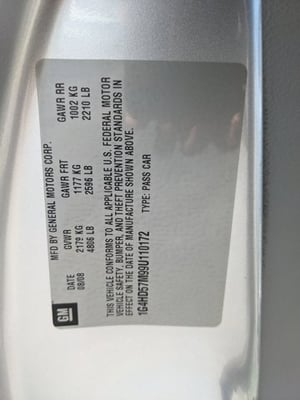 MFD BY GENERAL MOTORS CORP.
DATE GVWR GAWR FRT GAWR RR
08/08 2179 KG 1177 KG 1002 KG
4806 LB 2596 LB 2210 LB
THIS VEHICLE CONFORMS TO ALL APPLICABLE U.S. FEDERAL MOTOR
VEHICLE SAFETY, BUMPER, AND THEFT PREVENTION STANDARDS IN
EFFECT ON THE DATE OF MANUFACTURE SHOWN ABOVE.
1G4HD57M09U110172 TYPE: PASS CAR
GM